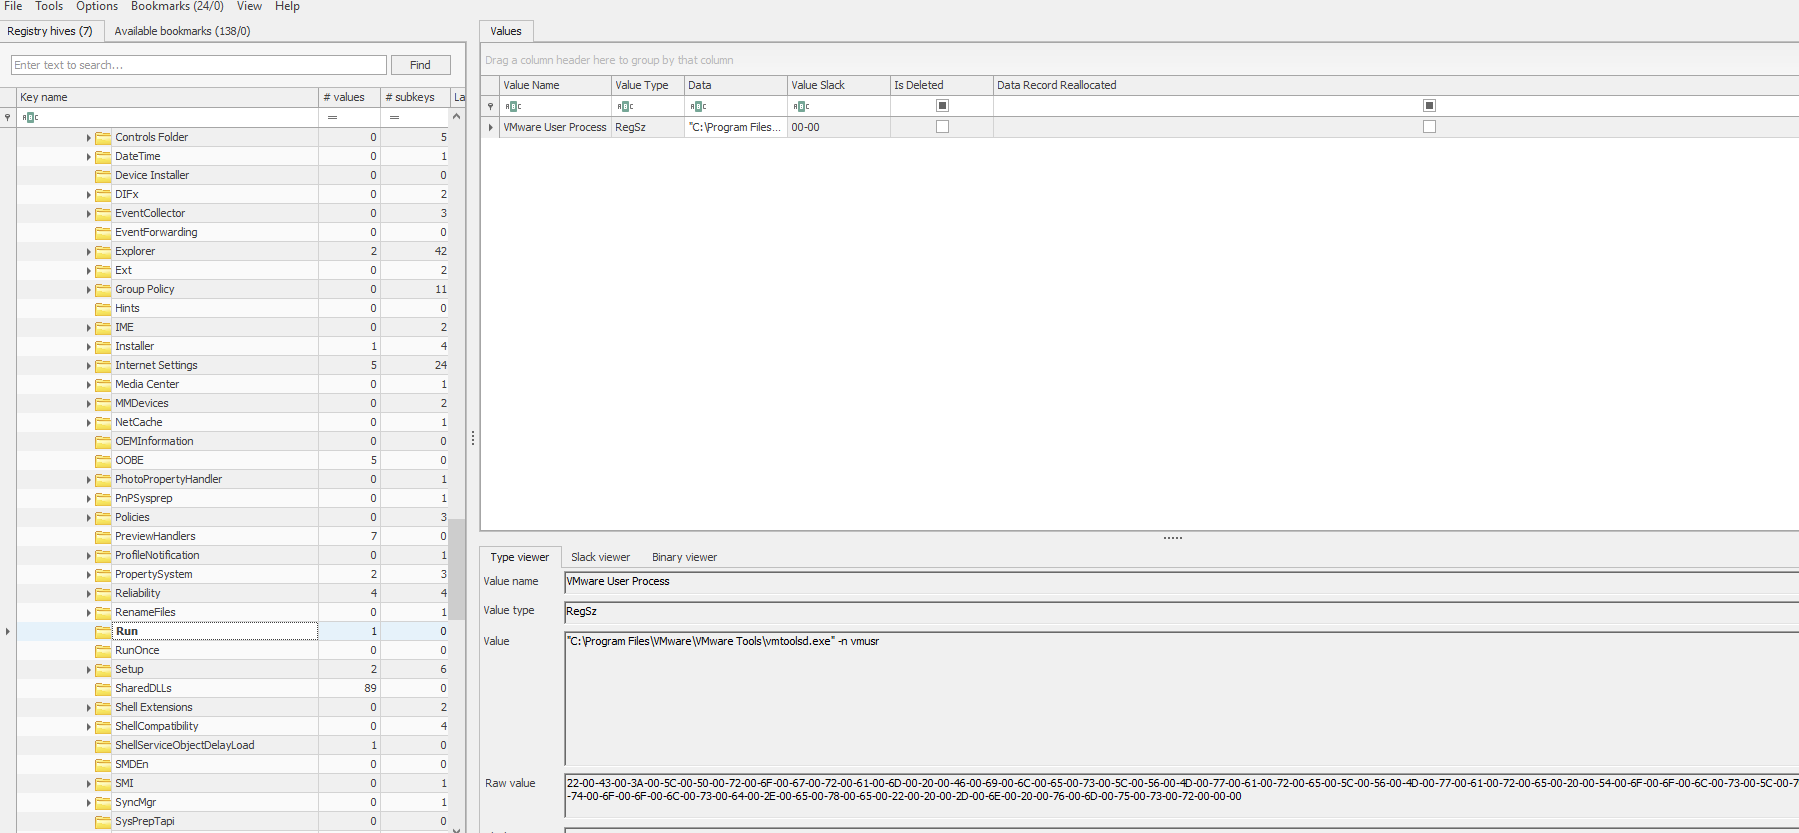 File Tools Options Bookmarks (24/0) View Help
Registry hives (7) Available bookmarks (138/0)
Enter text to search... Find
Key name # values # subkeys La
ABC = =
Controls Folder 0 5
DateTime 0 1
Device Installer 0 0
DIFx 0 2
EventCollector 0 3
EventForwarding 0 0
Explorer 2 42
Ext 0 2
Group Policy 0 11
Hints 0 0
IME 0 2
Installer 1 4
Internet Settings 5 24
Media Center 0 1
MMDevices 0 2
NetCache 0 1
OEMInformation 0 0
OOBE 5 0
PhotoPropertyHandler 0 1
PnPSysprep 0 1
Policies 0 3
PreviewHandlers 7 0
ProfileNotification 0 1
PropertySystem 2 3
Reliability 4 4
RenameFiles 0 1
Run 1 0
RunOnce 0 0
Setup 2 6
SharedDLLs 89 0
Shell Extensions 0 2
ShellCompatibility 0 4
ShellServiceObjectDelayLoad 1 0
SMDEn 0 0
SMI 0 1
SyncMgr 0 1
SysPrepTapi 0 0
Values
Drag a column header here to group by that column
Value Name Value Type Data Value Slack Is Deleted Data Record Reallocated
ABC ABC ABC ABC
VMware User Process RegSz "C:\Program Files... 00-00
Type viewer Slack viewer Binary viewer
Value name VMware User Process
Value type RegSz
Value "C:\Program Files\VMware\VMware Tools\vmtoolsd.exe" -n vmusr
Raw value 22-00-43-00-3A-00-5C-00-50-00-72-00-6F-00-67-00-72-00-61-00-6D-00-20-00-46-00-69-00-6C-00-65-00-73-00-5C-00-56-00-4D-00-77-00-61-00-72-00-65-00-5C-00-56-00-4D-00-77-00-61-00-72-00-65-00-20-00-54-00-6F-00-6F-00-6C-00-73-00-5C-00-7
-74-00-6F-00-6F-00-6C-00-73-00-64-00-2E-00-65-00-78-00-65-00-22-00-20-00-2D-00-6E-00-20-00-76-00-6D-00-75-00-73-00-72-00-00-00